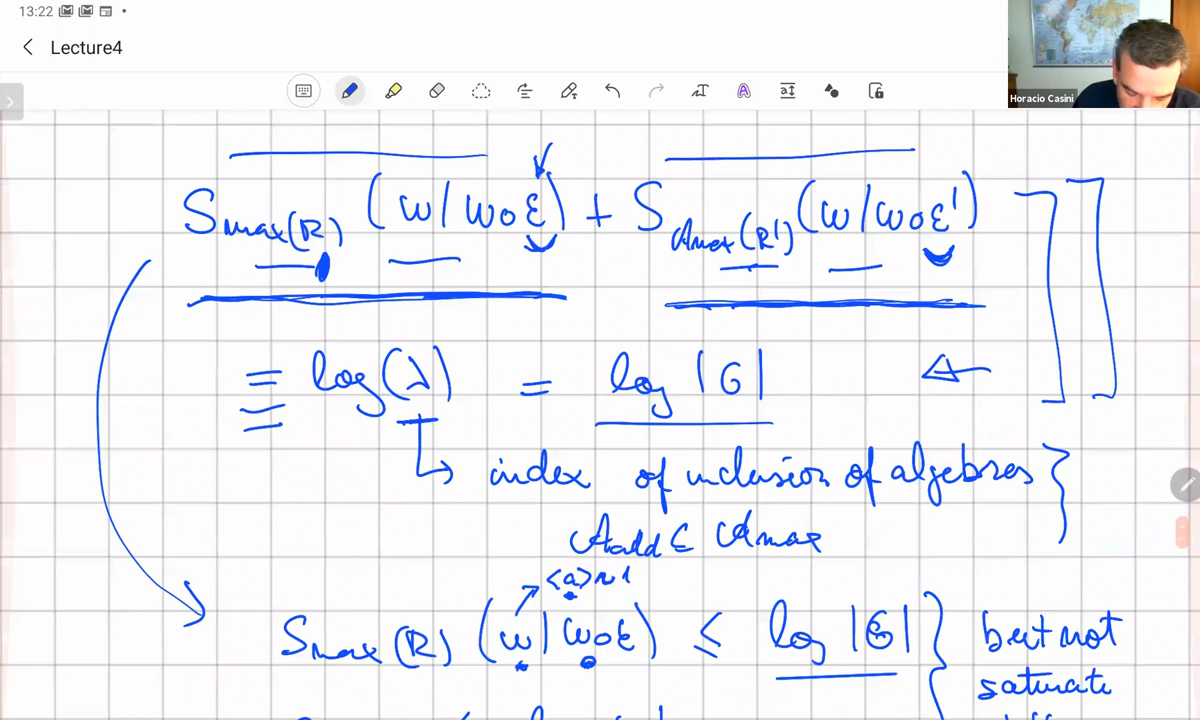 13:22
Lecture4
Horacio Casini
S_max(R) (ω | ω∘ε) + S_Amax(R') (ω | ω∘ε')
≡ log(λ) = log |G|
↳ index of inclusion of algebras
Aadd ⊂ Amax
<a>~1
S_max(R) (ω | ω∘ε) ≤ log |G| } but not
saturate